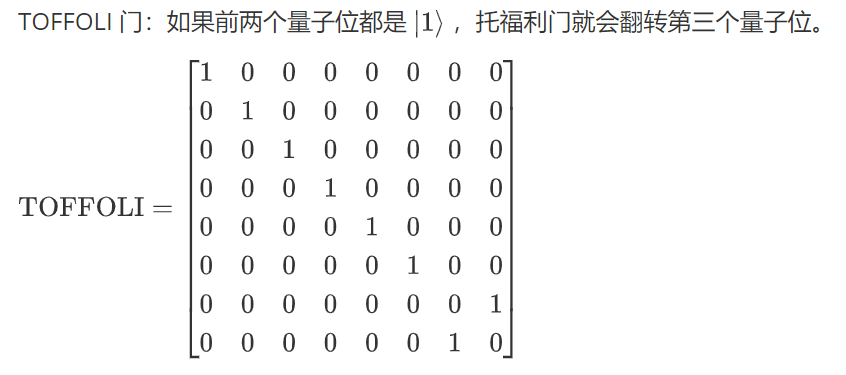 TOFFOLI 门：如果前两个量子位都是 |1⟩ ，托福利门就会翻转第三个量子位。
1 0 0 0 0 0 0 0
0 1 0 0 0 0 0 0
0 0 1 0 0 0 0 0
0 0 0 1 0 0 0 0
TOFFOLI =
0 0 0 0 1 0 0 0
0 0 0 0 0 1 0 0
0 0 0 0 0 0 0 1
0 0 0 0 0 0 1 0